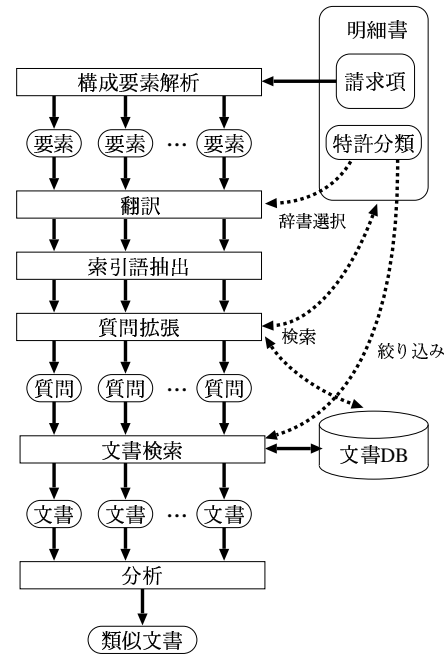 明細書
請求項
構成要素解析
要素 要素 … 要素
特許分類
翻訳
辞書選択
索引語抽出
質問拡張
検索
絞り込み
質問 質問 … 質問
文書検索
文書DB
文書 文書 … 文書
分析
類似文書